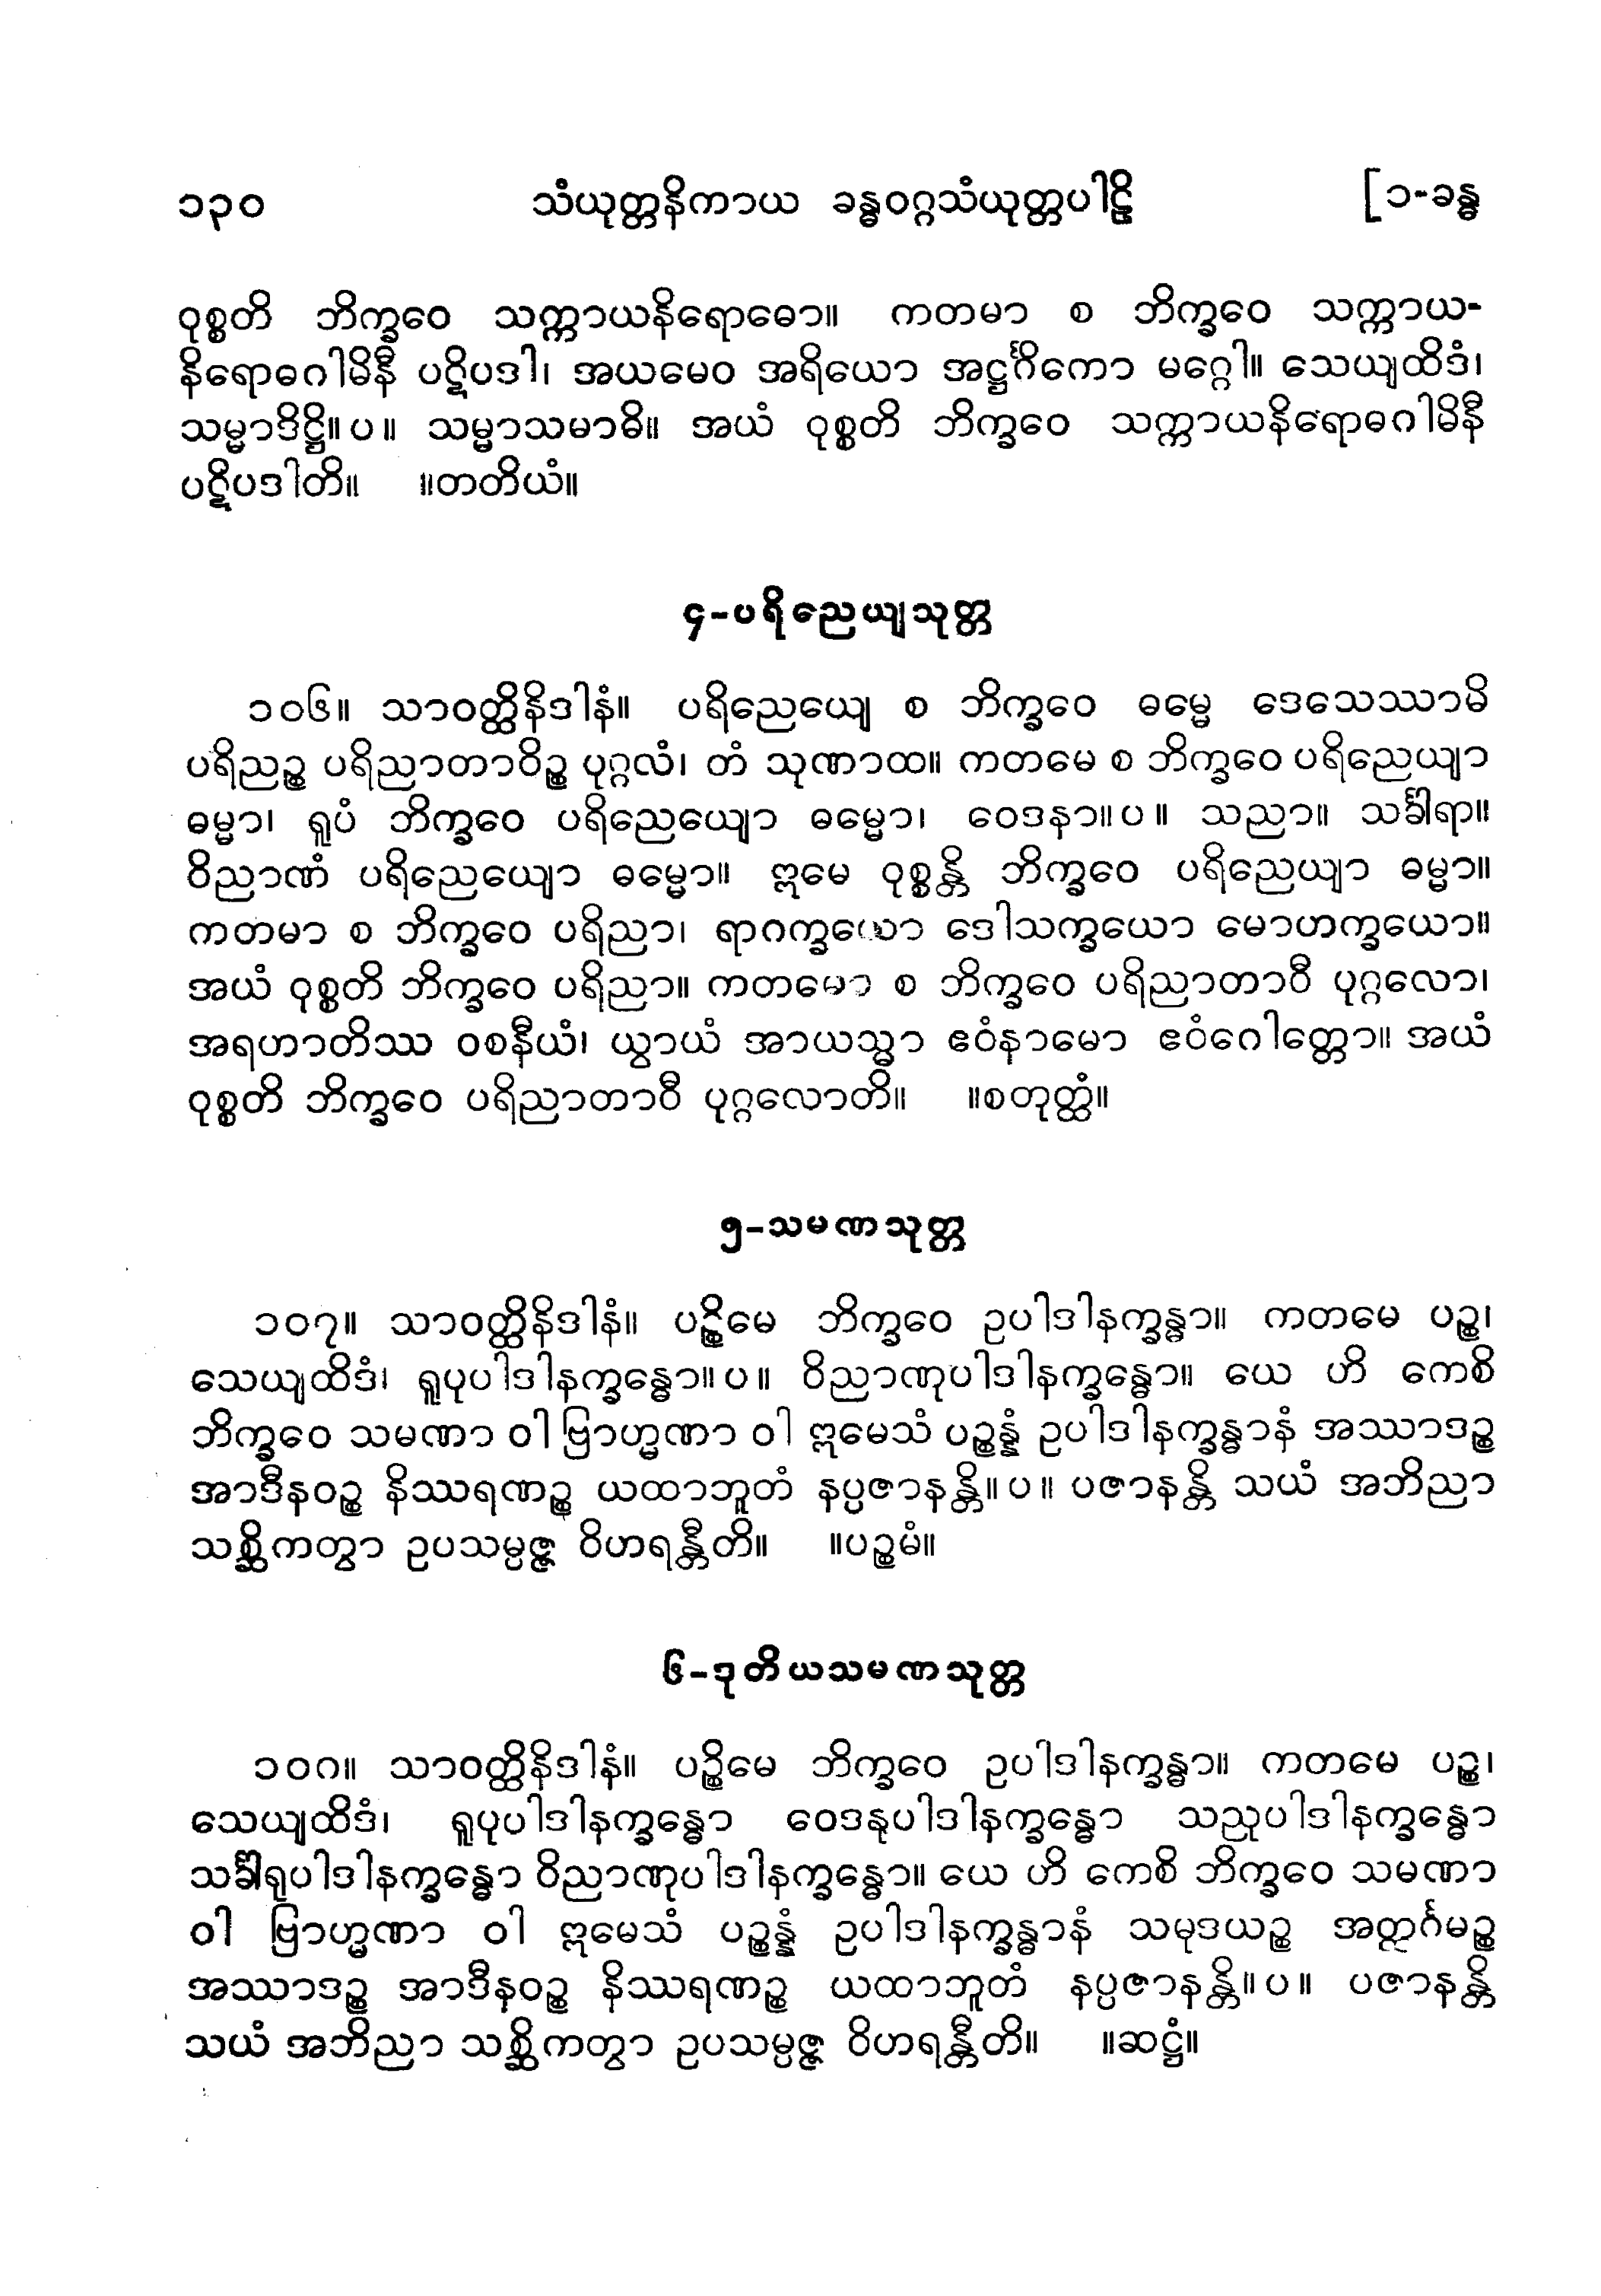 ၁၃၀ သံယုတ္တနိကာယ ခန္ဓဝဂ္ဂသံယုတ္တပါဠိ [၁-ခန္ဓ
ဝုစ္စတိ ဘိက္ခဝေ သက္ကာယနိရောဓော။ ကတမာ စ ဘိက္ခဝေ သက္ကာယ-
နိရောဓဂါမိနီ ပဋိပဒါ၊ အယမေဝ အရိယော အဋ္ဌင်္ဂိကော မဂ္ဂေါ။ သေယျထိဒံ၊
သမ္မာဒိဋ္ဌိ။ပ။ သမ္မာသမာဓိ။ အယံ ဝုစ္စတိ ဘိက္ခဝေ သက္ကာယနိရောဓဂါမိနီ
ပဋိပဒါတိ။ ။တတိယံ။
၄-ပရိညေယျသုတ္တ
၁၀၆။ သာဝတ္ထိနိဒါနံ။ ပရိညေယျေ စ ဘိက္ခဝေ ဓမ္မေ ဒေသေဿာမိ
ပရိညဉ္စ ပရိညာတာဝိဉ္စ ပုဂ္ဂလံ၊ တံ သုဏာထ။ ကတမေ စ ဘိက္ခဝေ ပရိညေယျာ
ဓမ္မာ၊ ရူပံ ဘိက္ခဝေ ပရိညေယျော ဓမ္မော၊ ဝေဒနာ။ပ။ သညာ။ သင်္ခါရာ။
ဝိညာဏံ ပရိညေယျော ဓမ္မော။ ဣမေ ဝုစ္စန္တိ ဘိက္ခဝေ ပရိညေယျာ ဓမ္မာ။
ကတမာ စ ဘိက္ခဝေ ပရိညာ၊ ရာဂက္ခယော ဒေါသက္ခယော မောဟက္ခယော။
အယံ ဝုစ္စတိ ဘိက္ခဝေ ပရိညာ။ ကတမော စ ဘိက္ခဝေ ပရိညာတာဝီ ပုဂ္ဂလော၊
အရဟာတိဿ ဝစနီယံ၊ ယွာယံ အာယသ္မာ ဧဝံနာမော ဧဝံဂေါတ္တော။ အယံ
ဝုစ္စတိ ဘိက္ခဝေ ပရိညာတာဝီ ပုဂ္ဂလောတိ။ ။စတုတ္ထံ။
၅-သမဏသုတ္တ
၁၀၇။ သာဝတ္ထိနိဒါနံ။ ပဉ္စိမေ ဘိက္ခဝေ ဥပါဒါနက္ခန္ဓာ။ ကတမေ ပဉ္စ၊
သေယျထိဒံ၊ ရူပုပါဒါနက္ခန္ဓော။ပ။ ဝိညာဏုပါဒါနက္ခန္ဓော။ ယေ ဟိ ကေစိ
ဘိက္ခဝေ သမဏာ ဝါ ဗြာဟ္မဏာ ဝါ ဣမေသံ ပဉ္စန္နံ ဥပါဒါနက္ခန္ဓာနံ အဿာဒဉ္စ
အာဒီနဝဉ္စ နိဿရဏဉ္စ ယထာဘူတံ နပ္ပဇာနန္တိ။ပ။ ပဇာနန္တိ သယံ အဘိညာ
သစ္ဆိကတွာ ဥပသမ္ပဇ္ဇ ဝိဟရန္တီတိ။ ။ပဉ္စမံ။
၆-ဒုတိယသမဏသုတ္တ
၁၀၈။ သာဝတ္ထိနိဒါနံ။ ပဉ္စိမေ ဘိက္ခဝေ ဥပါဒါနက္ခန္ဓာ။ ကတမေ ပဉ္စ၊
သေယျထိဒံ၊ ရူပုပါဒါနက္ခန္ဓော ဝေဒနုပါဒါနက္ခန္ဓော သညုပါဒါနက္ခန္ဓော
သင်္ခါရုပါဒါနက္ခန္ဓော ဝိညာဏုပါဒါနက္ခန္ဓော။ ယေ ဟိ ကေစိ ဘိက္ခဝေ သမဏာ
ဝါ ဗြာဟ္မဏာ ဝါ ဣမေသံ ပဉ္စန္နံ ဥပါဒါနက္ခန္ဓာနံ သမုဒယဉ္စ အတ္ထင်္ဂမဉ္စ
အဿာဒဉ္စ အာဒီနဝဉ္စ နိဿရဏဉ္စ ယထာဘူတံ နပ္ပဇာနန္တိ။ပ။ ပဇာနန္တိ
သယံ အဘိညာ သစ္ဆိကတွာ ဥပသမ္ပဇ္ဇ ဝိဟရန္တီတိ။ ။ဆဋ္ဌံ။